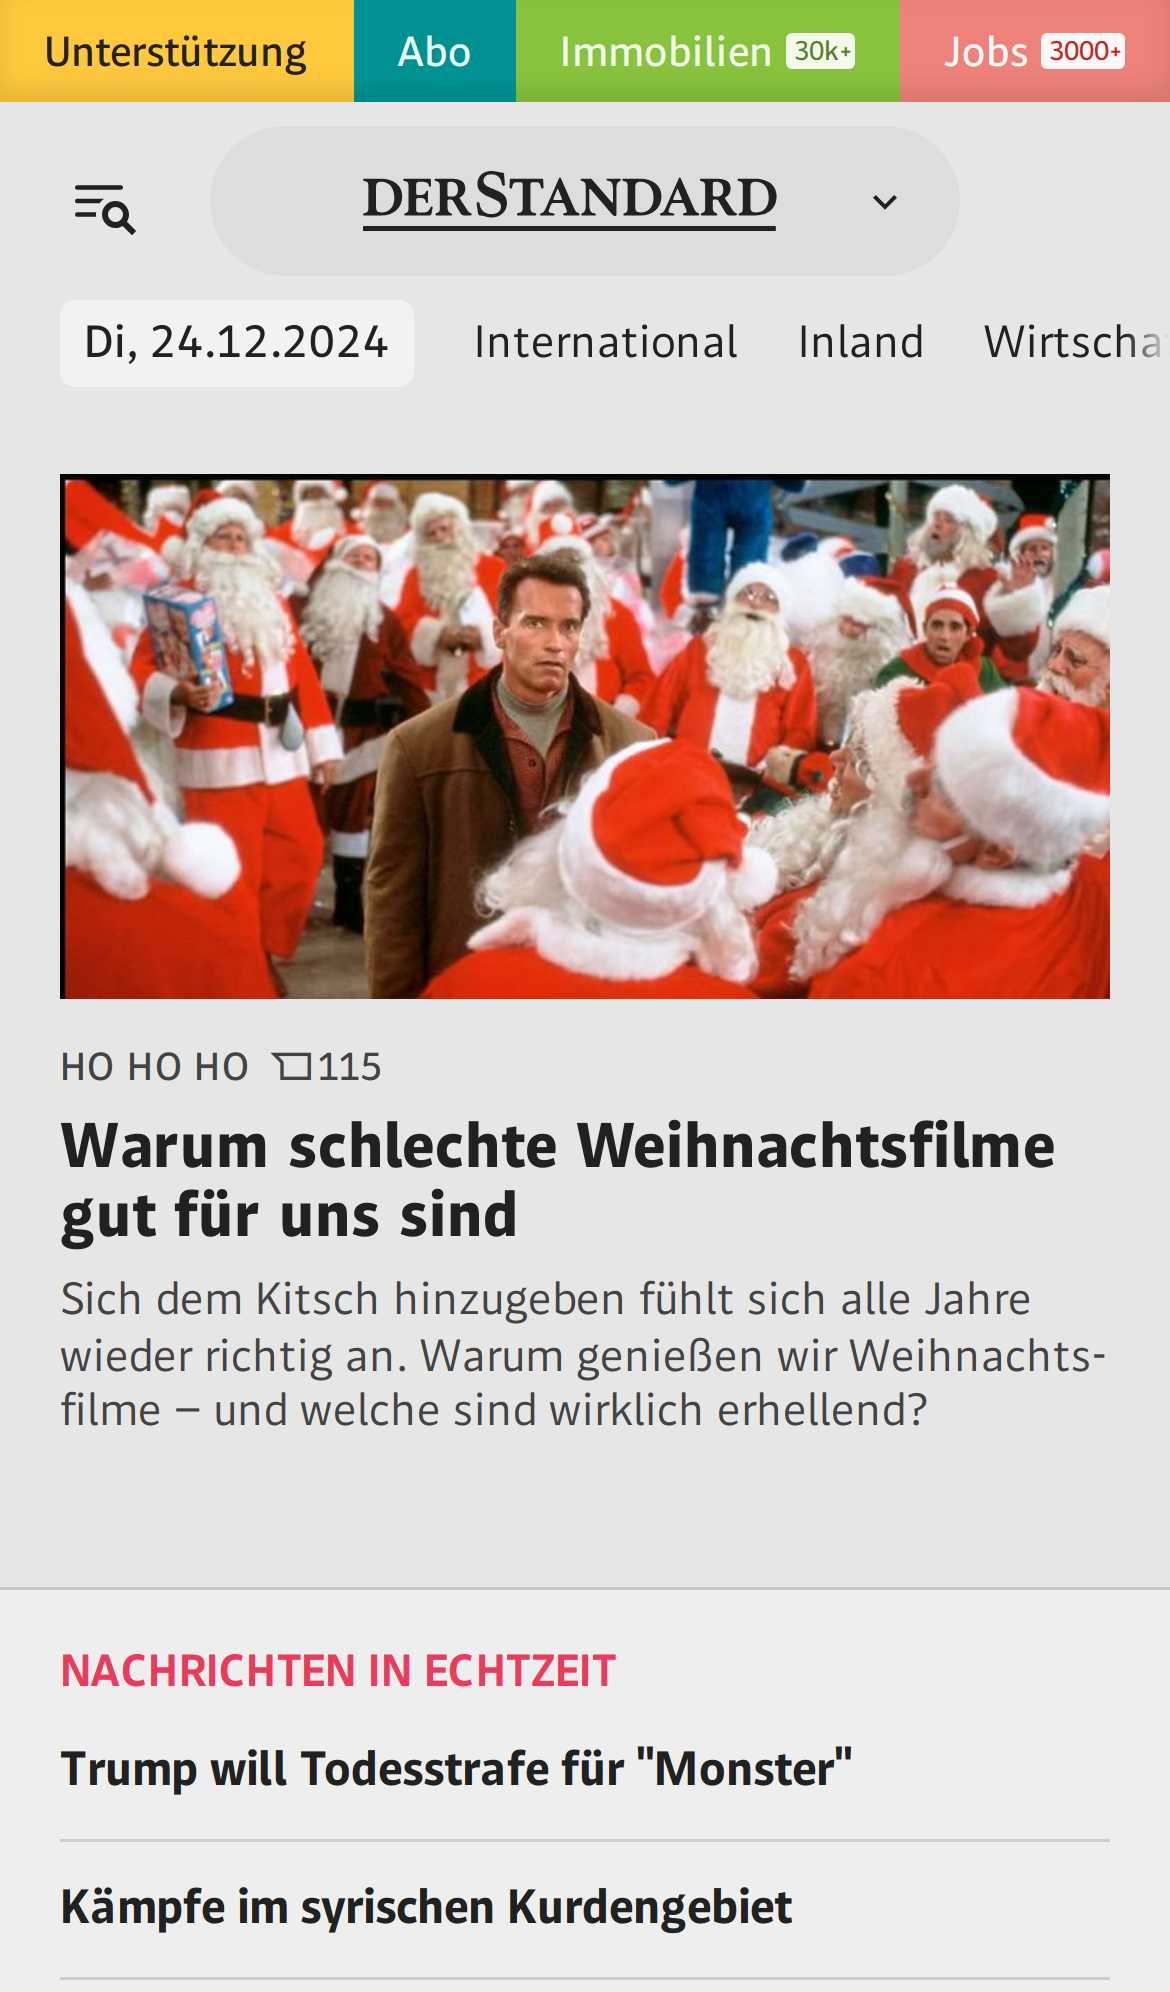 Unterstützung
Abo
Immobilien 30k+
Jobs 3000+
DERSTANDARD
Di, 24.12.2024
International
Inland
Wirtscha
HO HO HO 115
Warum schlechte Weihnachtsfilme
gut für uns sind
Sich dem Kitsch hinzugeben fühlt sich alle Jahre
wieder richtig an. Warum genießen wir Weihnachts-
filme – und welche sind wirklich erhellend?
NACHRICHTEN IN ECHTZEIT
Trump will Todesstrafe für "Monster"
Kämpfe im syrischen Kurdengebiet